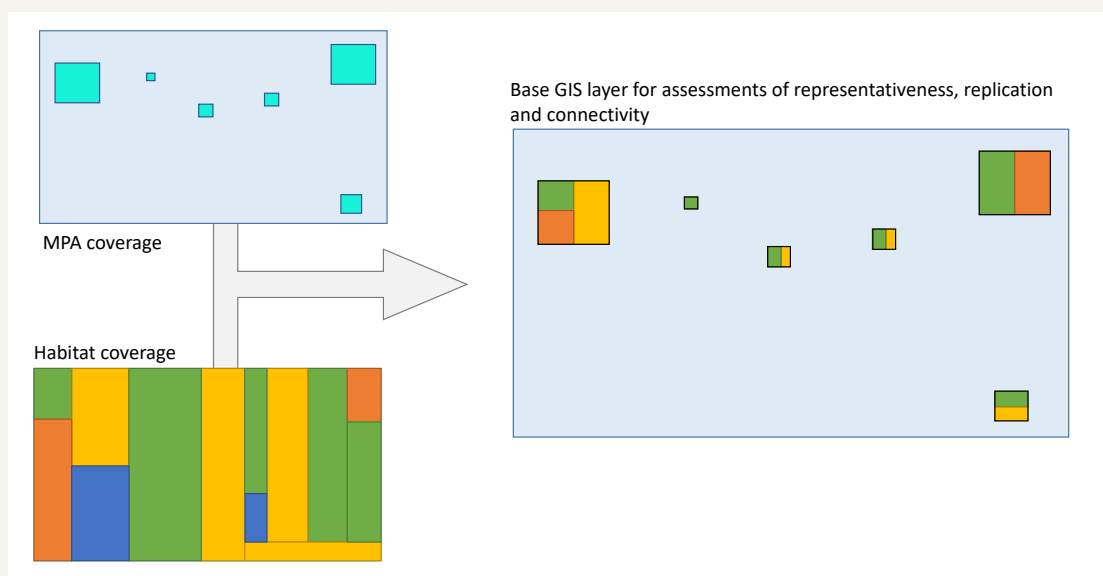 MPA coverage
Habitat coverage
Base GIS layer for assessments of representativeness, replication
and connectivity